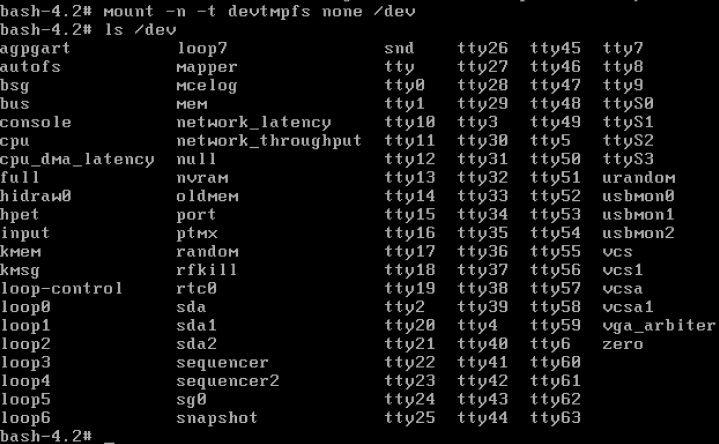 bash-4.2# mount -n -t devtmpfs none /dev
bash-4.2# ls /dev
agpgart loop7 snd tty26 tty45 tty7
autofs mapper tty tty27 tty46 tty8
bsg mcelog tty0 tty28 tty47 tty9
bus mem tty1 tty29 tty48 ttyS0
console network_latency tty10 tty3 tty49 ttyS1
cpu network_throughput tty11 tty30 tty5 ttyS2
cpu_dma_latency null tty12 tty31 tty50 ttyS3
full nvram tty13 tty32 tty51 urandom
hidraw0 oldmem tty14 tty33 tty52 usbmon0
hpet port tty15 tty34 tty53 usbmon1
input ptmx tty16 tty35 tty54 usbmon2
kmem random tty17 tty36 tty55 vcs
kmsg rfkill tty18 tty37 tty56 vcs1
loop-control rtc0 tty19 tty38 tty57 vcsa
loop0 sda tty2 tty39 tty58 vcsa1
loop1 sda1 tty20 tty4 tty59 vga_arbiter
loop2 sda2 tty21 tty40 tty6 zero
loop3 sequencer tty22 tty41 tty60
loop4 sequencer2 tty23 tty42 tty61
loop5 sg0 tty24 tty43 tty62
loop6 snapshot tty25 tty44 tty63
bash-4.2# _